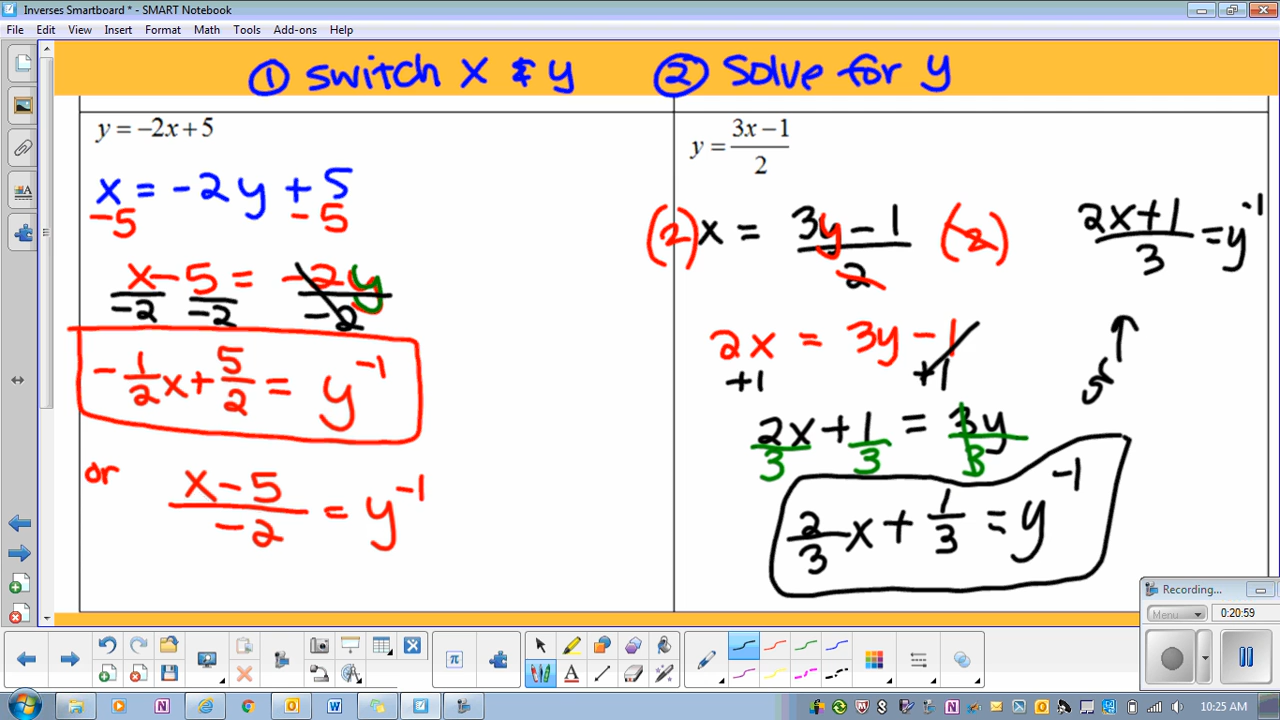 Inverses Smartboard * - SMART Notebook
File Edit View Insert Format Math Tools Add-ons Help
① switch x & y ② Solve for y
y = −2x + 5
x = -2y + 5
-5 -5
x - 5 = -2y
-2 -2 -2
-1/2x + 5/2 = y^-1
or
x - 5 / -2 = y^-1
y = 3x − 1 / 2
(2) x = 3y - 1 / 2 (2)
2x = 3y - 1
+1 +1
2x + 1 = 3y
3 3 3
2/3 x + 1/3 = y^-1
2x + 1 / 3 = y^-1
Recording...
Menu
0:20:59
10:25 AM